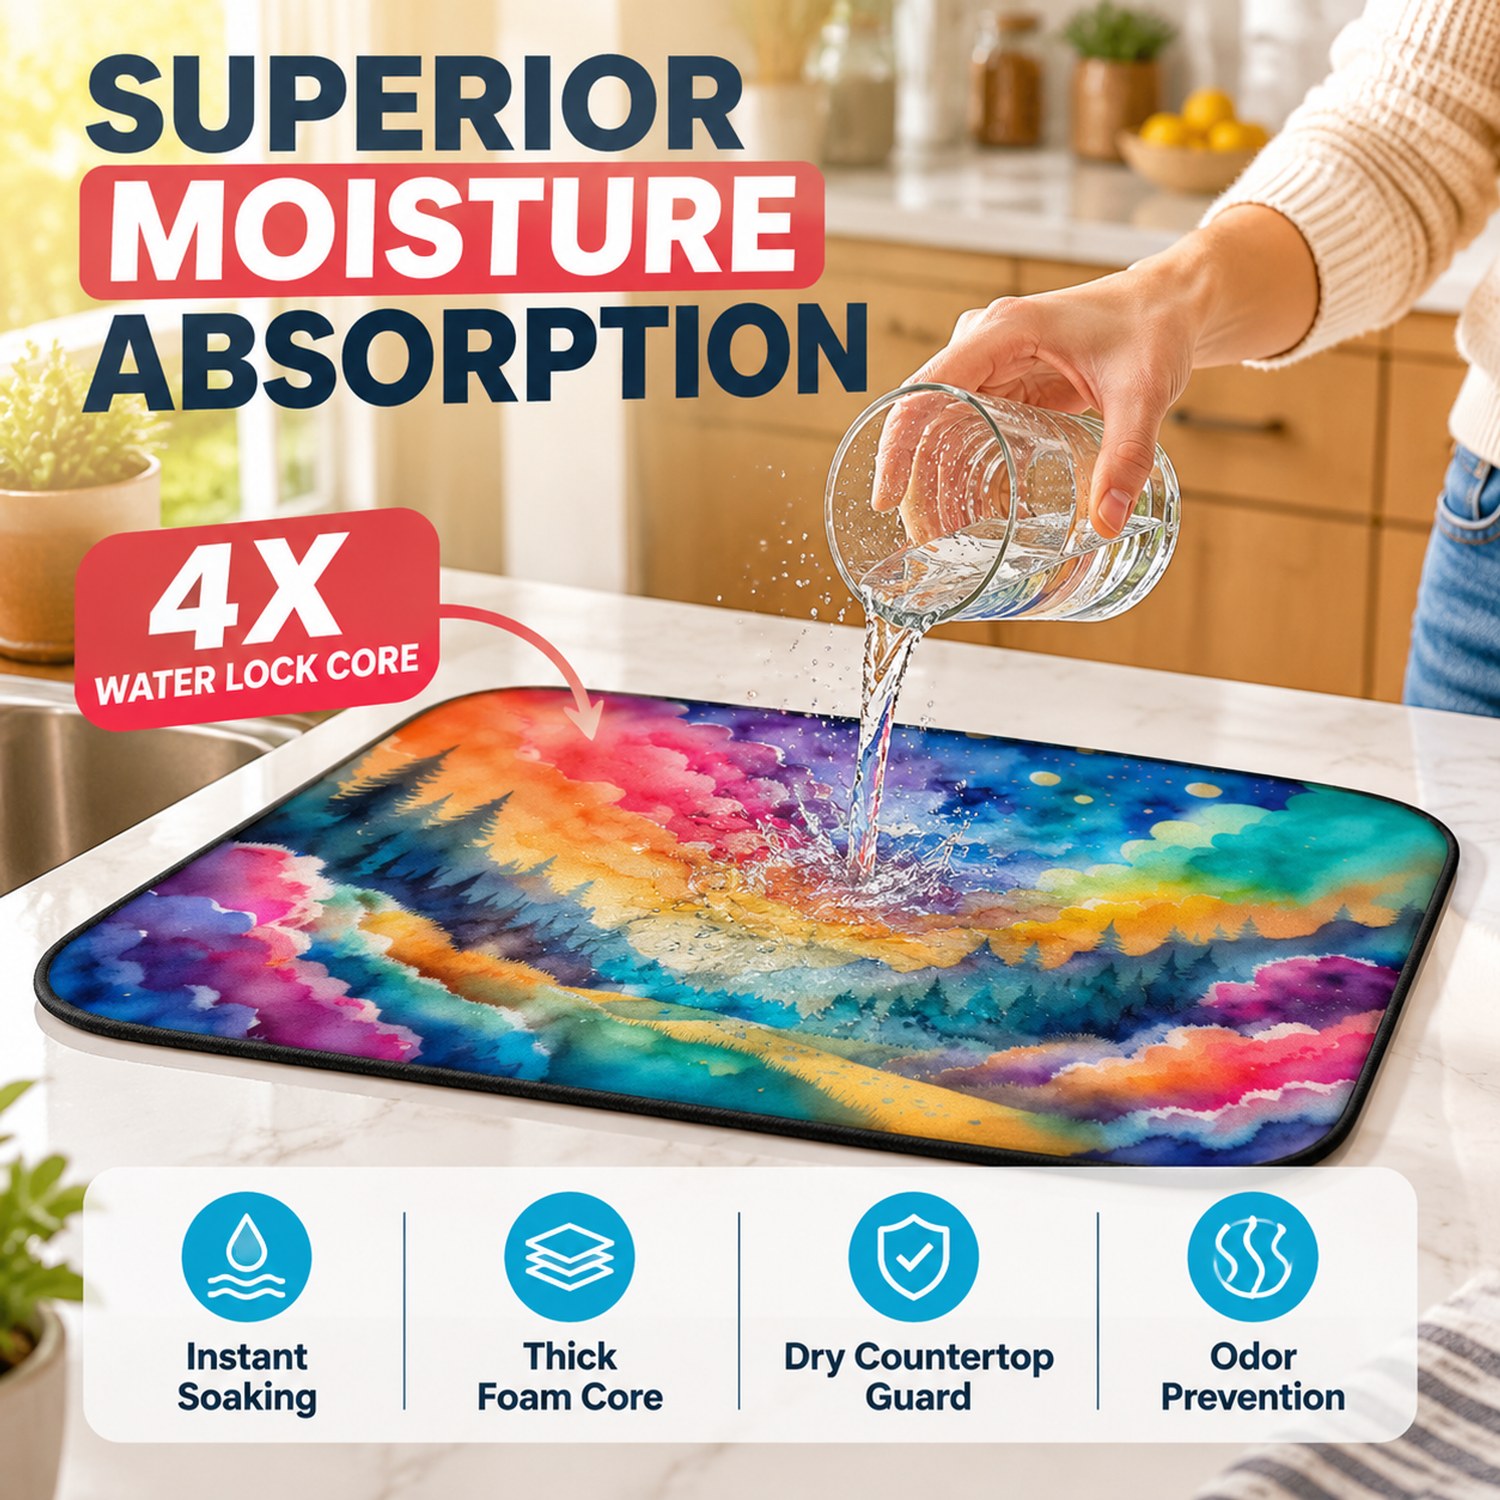 SUPERIOR
MOISTURE
ABSORPTION
4X
WATER LOCK CORE
Instant
Soaking
Thick
Foam Core
Dry Countertop
Guard
Odor
Prevention